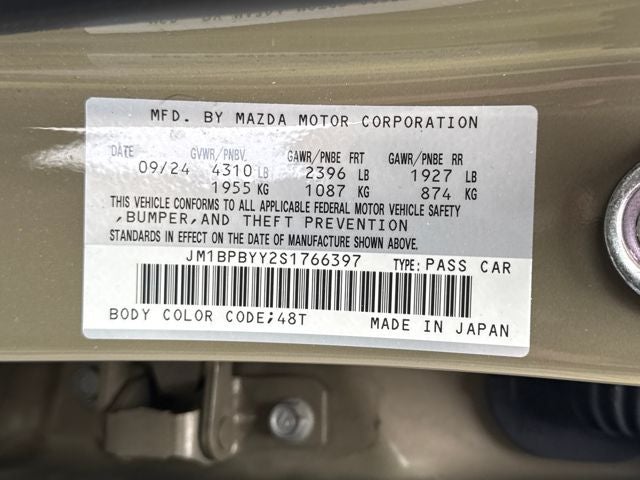 MFD. BY MAZDA MOTOR CORPORATION
DATE GVWR/PNBV GAWR/PNBE FRT GAWR/PNBE RR
09/24 4310 LB 2396 LB 1927 LB
1955 KG 1087 KG 874 KG
THIS VEHICLE CONFORMS TO ALL APPLICABLE FEDERAL MOTOR VEHICLE SAFETY
,BUMPER,AND THEFT PREVENTION
STANDARDS IN EFFECT ON THE DATE OF MANUFACTURE SHOWN ABOVE.
JM1BPBYY2S1766397 TYPE: PASS CAR
BODY COLOR CODE;48T MADE IN JAPAN